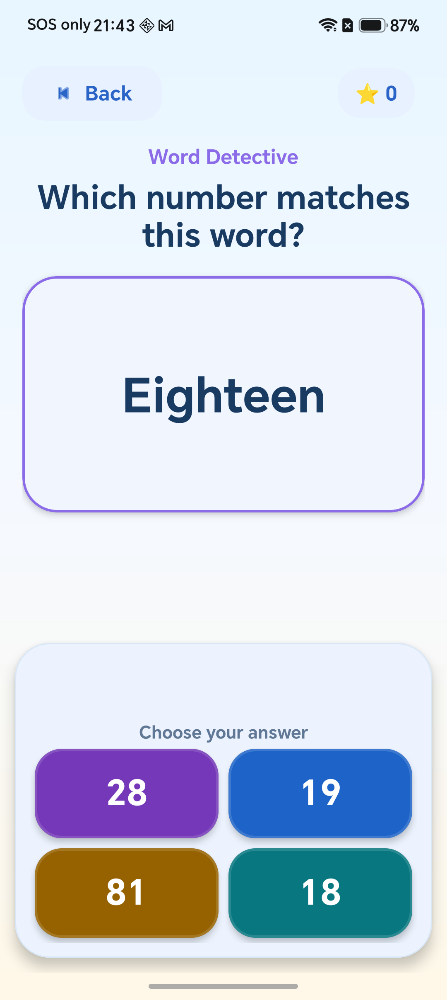 SOS only 21:43
87%
Back
0
Word Detective
Which number matches
this word?
Eighteen
Choose your answer
28
19
81
18